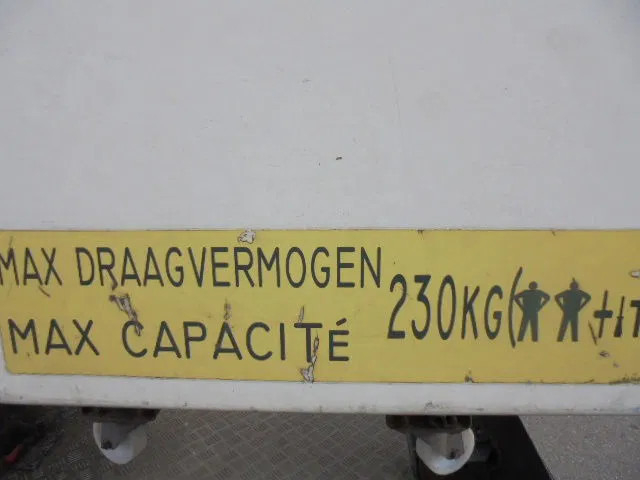 MAX DRAAGVERMOGEN
MAX CAPACITÉ
230KG(